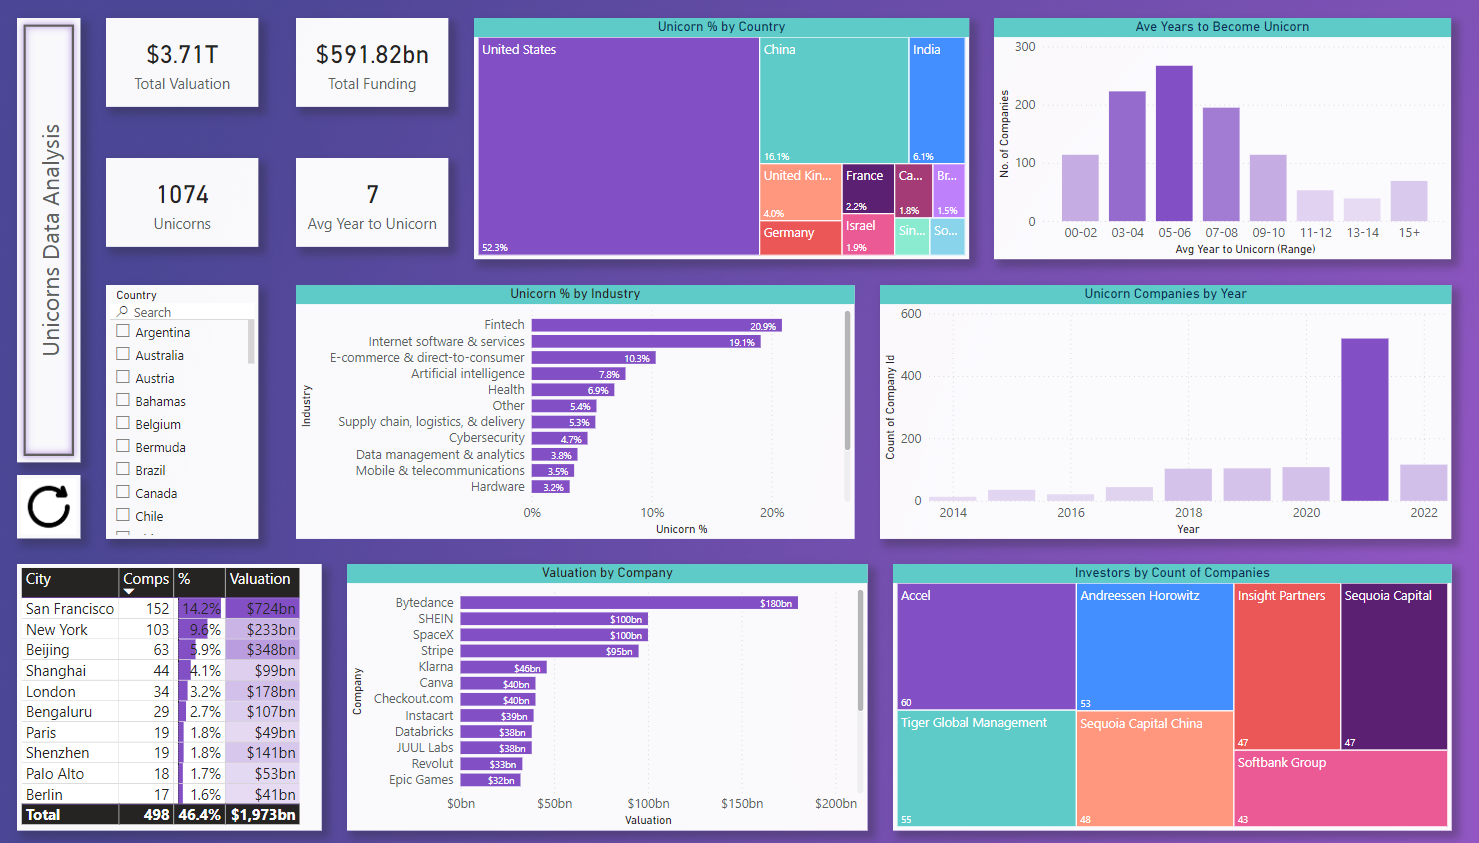 Unicorns Data Analysis
$3.71T
Total Valuation
$591.82bn
Total Funding
1074
Unicorns
7
Avg Year to Unicorn
Unicorn % by Country
United States
52.3%
China
16.1%
India
6.1%
United Kin...
4.0%
Germany
France
2.2%
Israel
1.9%
Ca...
1.8%
Br...
1.5%
Sin...
So...
Ave Years to Become Unicorn
No. of Companies
300
200
100
0
00-02 03-04 05-06 07-08 09-10 11-12 13-14 15+
Avg Year to Unicorn (Range)
Country
Search
Argentina
Australia
Austria
Bahamas
Belgium
Bermuda
Brazil
Canada
Chile
Unicorn % by Industry
Industry
Fintech 20.9%
Internet software & services 19.1%
E-commerce & direct-to-consumer 10.3%
Artificial intelligence 7.8%
Health 6.9%
Other 5.4%
Supply chain, logistics, & delivery 5.3%
Cybersecurity 4.7%
Data management & analytics 3.8%
Mobile & telecommunications 3.5%
Hardware 3.2%
0% 10% 20%
Unicorn %
Unicorn Companies by Year
Count of Company Id
600
400
200
0
2014 2016 2018 2020 2022
Year
City Comps % Valuation
San Francisco 152 14.2% $724bn
New York 103 9.6% $233bn
Beijing 63 5.9% $348bn
Shanghai 44 4.1% $99bn
London 34 3.2% $178bn
Bengaluru 29 2.7% $107bn
Paris 19 1.8% $49bn
Shenzhen 19 1.8% $141bn
Palo Alto 18 1.7% $53bn
Berlin 17 1.6% $41bn
Total 498 46.4% $1,973bn
Valuation by Company
Company
Bytedance $180bn
SHEIN $100bn
SpaceX $100bn
Stripe $95bn
Klarna $46bn
Canva $40bn
Checkout.com $40bn
Instacart $39bn
Databricks $38bn
JUUL Labs $38bn
Revolut $33bn
Epic Games $32bn
$0bn $50bn $100bn $150bn $200bn
Valuation
Investors by Count of Companies
Accel
60
Tiger Global Management
55
Andreessen Horowitz
53
Sequoia Capital China
48
Insight Partners
47
Sequoia Capital
47
Softbank Group
43